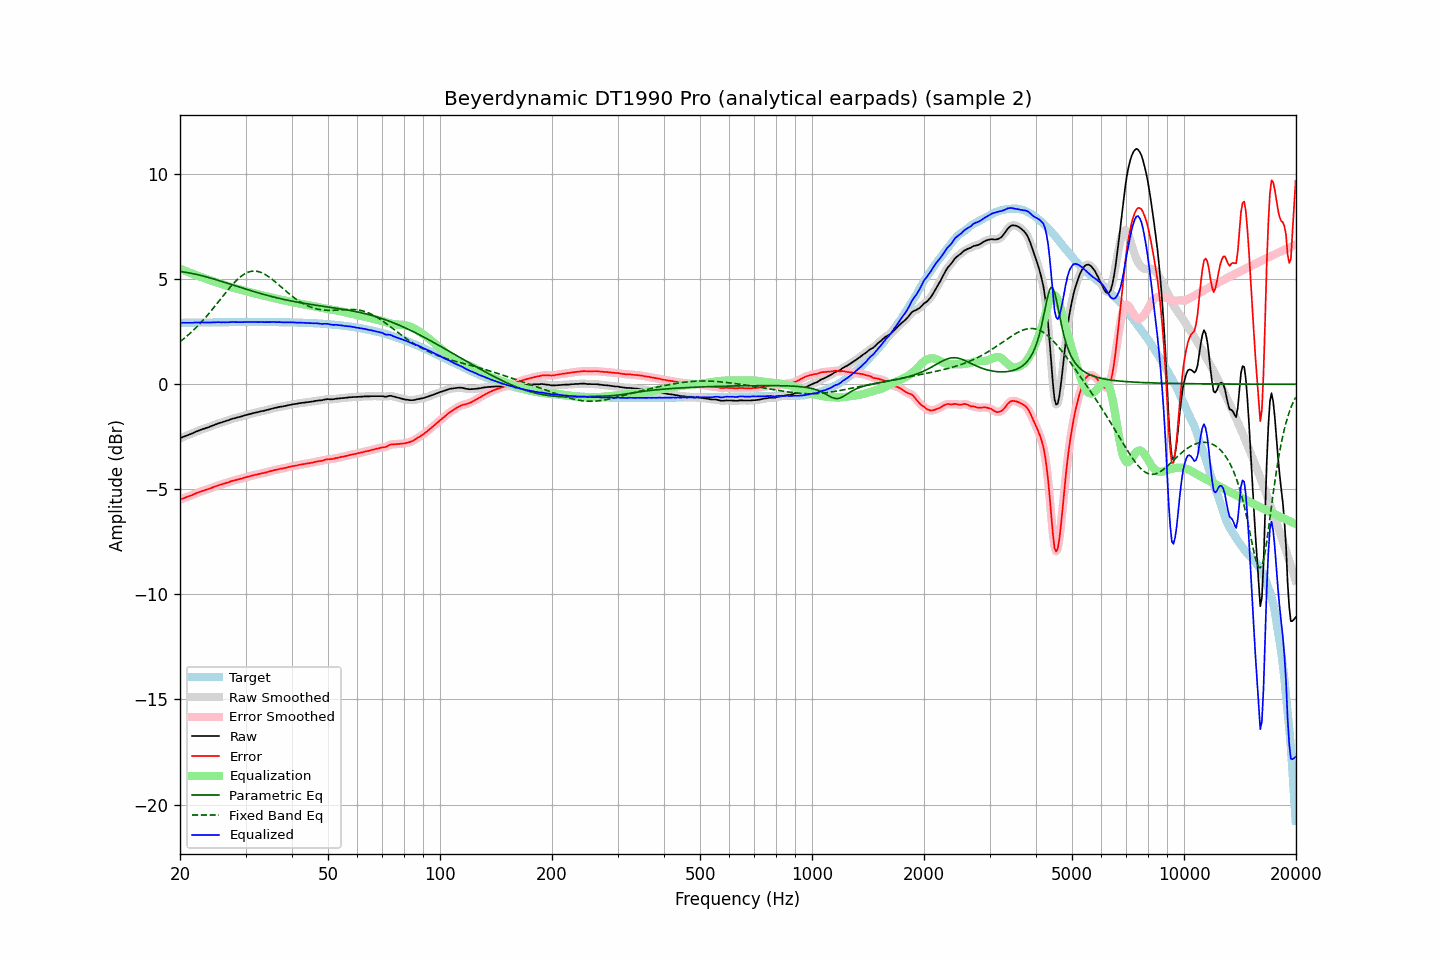 Beyerdynamic DT1990 Pro (analytical earpads) (sample 2)
Amplitude (dBr)
10
5
0
−5
−10
−15
−20
Target
Raw Smoothed
Error Smoothed
Raw
Error
Equalization
Parametric Eq
Fixed Band Eq
Equalized
20 50 100 200 500 1000 2000 5000 10000 20000
Frequency (Hz)